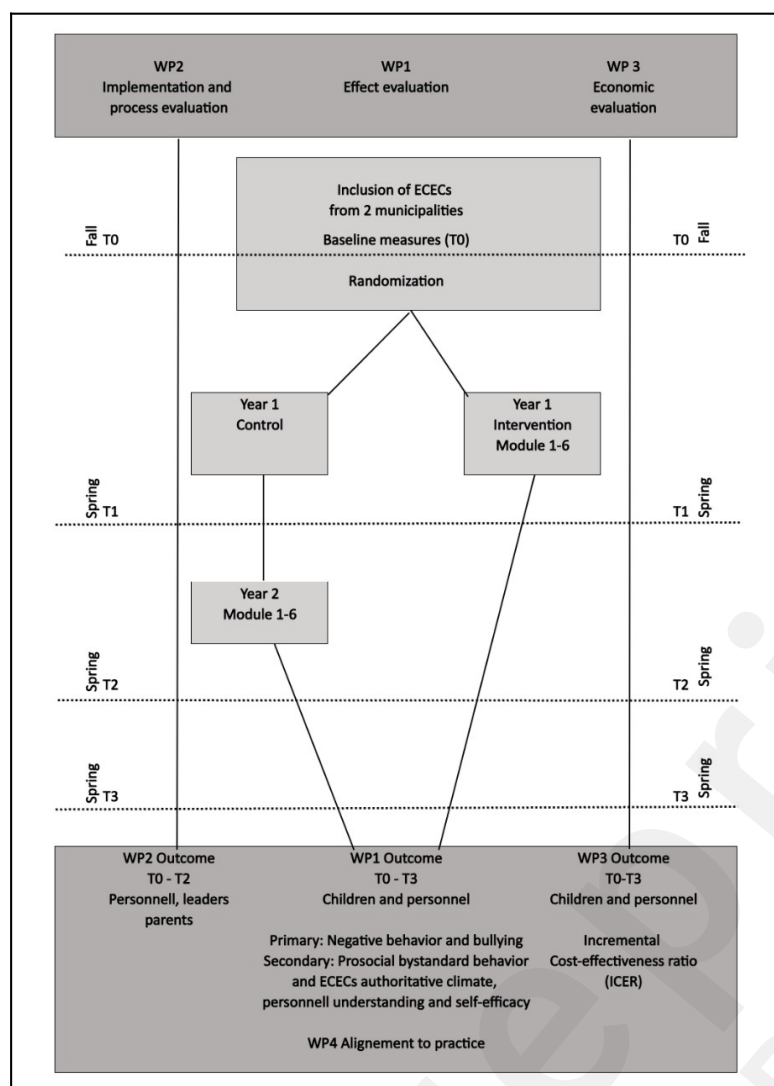 WP2
Implementation and
process evaluation
WP1
Effect evaluation
WP 3
Economic
evaluation
Inclusion of ECECs
from 2 municipalities
Baseline measures (T0)
Randomization
Fall
T0
T0
Fall
Year 1
Control
Year 1
Intervention
Module 1-6
Spring
T1
T1
Spring
Year 2
Module 1-6
Spring
T2
T2
Spring
Spring
T3
T3
Spring
WP2 Outcome
T0 - T2
Personnell, leaders
parents
WP1 Outcome
T0 - T3
Children and personnel
Primary: Negative behavior and bullying
Secondary: Prosocial bystandard behavior
and ECECs authoritative climate,
personnell understanding and self-efficacy
WP3 Outcome
T0-T3
Children and personnel
Incremental
Cost-effectiveness ratio
(ICER)
WP4 Alignement to practice